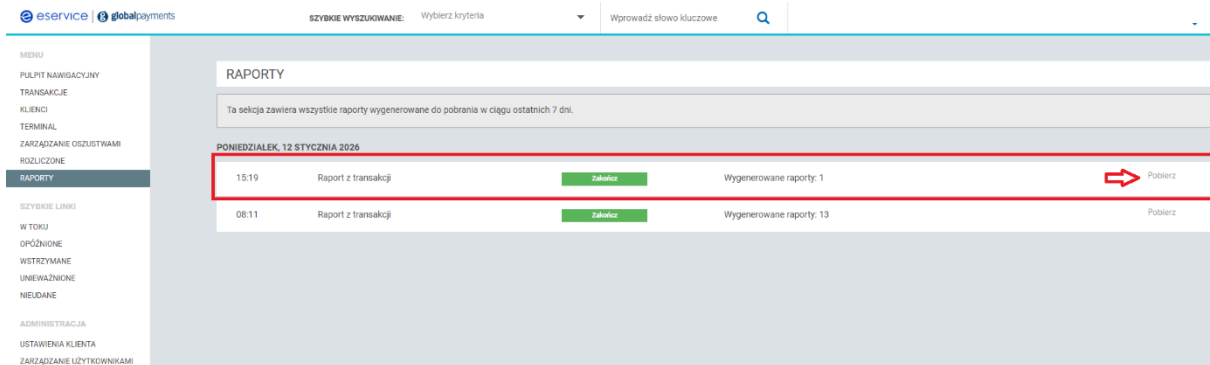 eservice | globalpayments
SZYBKIE WYSZUKIWANIE: Wybierz kryteria Wprowadź słowo kluczowe
MENU
PULPIT NAWIGACYJNY
TRANSAKCJE
KLIENCI
TERMINAL
ZARZĄDZANIE OSZUSTWAMI
ROZLICZONE
RAPORTY
SZYBKIE LINKI
W TOKU
OPÓŹNIONE
WSTRZYMANE
UNIEWAŻNIONE
NIEUDANE
ADMINISTRACJA
USTAWIENIA KLIENTA
ZARZĄDZANIE UŻYTKOWNIKAMI
RAPORTY
Ta sekcja zawiera wszystkie raporty wygenerowane do pobrania w ciągu ostatnich 7 dni.
PONIEDZIAŁEK, 12 STYCZNIA 2026
15:19 Raport z transakcji Zakończ Wygenerowane raporty: 1 Pobierz
08:11 Raport z transakcji Zakończ Wygenerowane raporty: 13 Pobierz